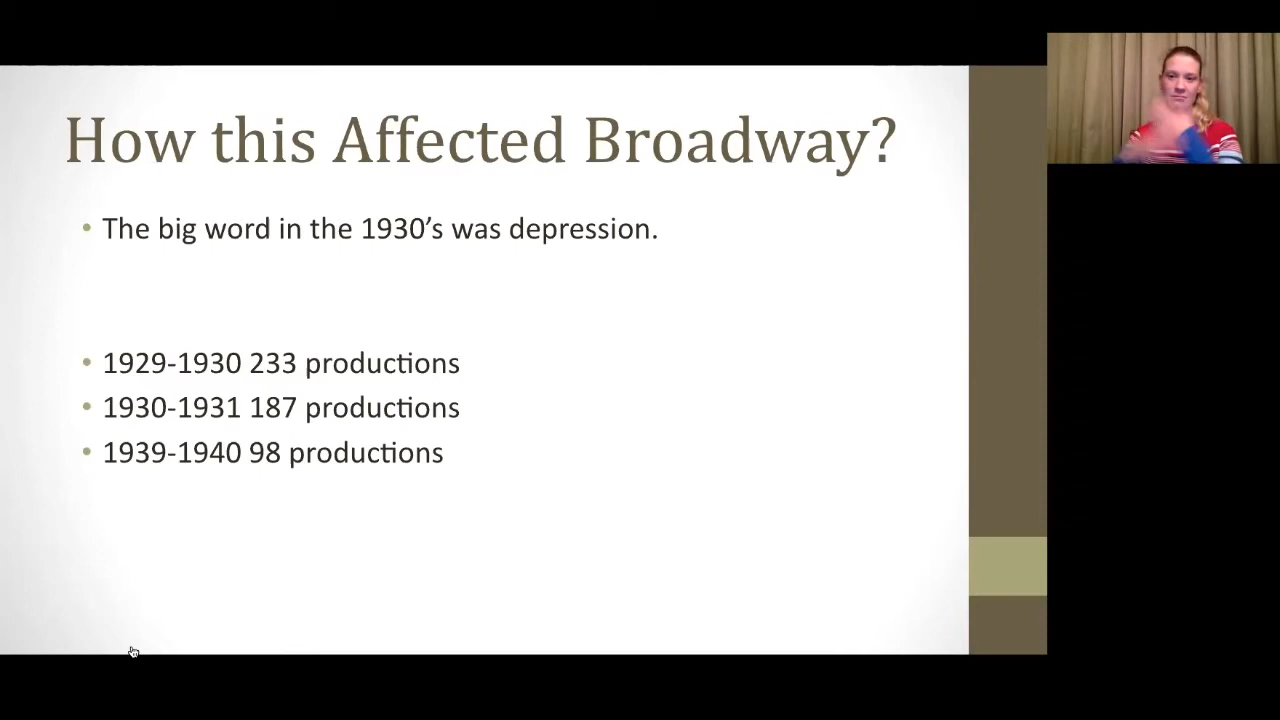 How this Affected Broadway?
• The big word in the 1930’s was depression.
• 1929-1930 233 productions
• 1930-1931 187 productions
• 1939-1940 98 productions